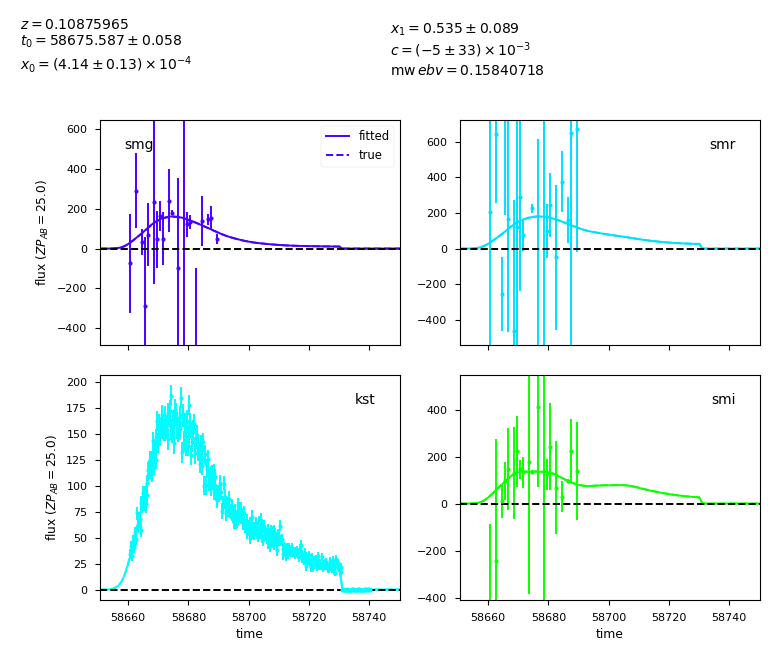 z = 0.10875965
t₀ = 58675.587 ± 0.058
x₀ = (4.14 ± 0.13) × 10⁻⁴
x₁ = 0.535 ± 0.089
c = (−5 ± 33) × 10⁻³
mw ebv = 0.15840718
smg
fitted
true
600
400
200
0
−200
−400
flux (ZP_AB = 25.0)
smr
600
400
200
0
−200
−400
kst
200
175
150
125
100
75
50
25
0
flux (ZP_AB = 25.0)
58660 58680 58700 58720 58740
time
smi
400
200
0
−200
−400
58660 58680 58700 58720 58740
time